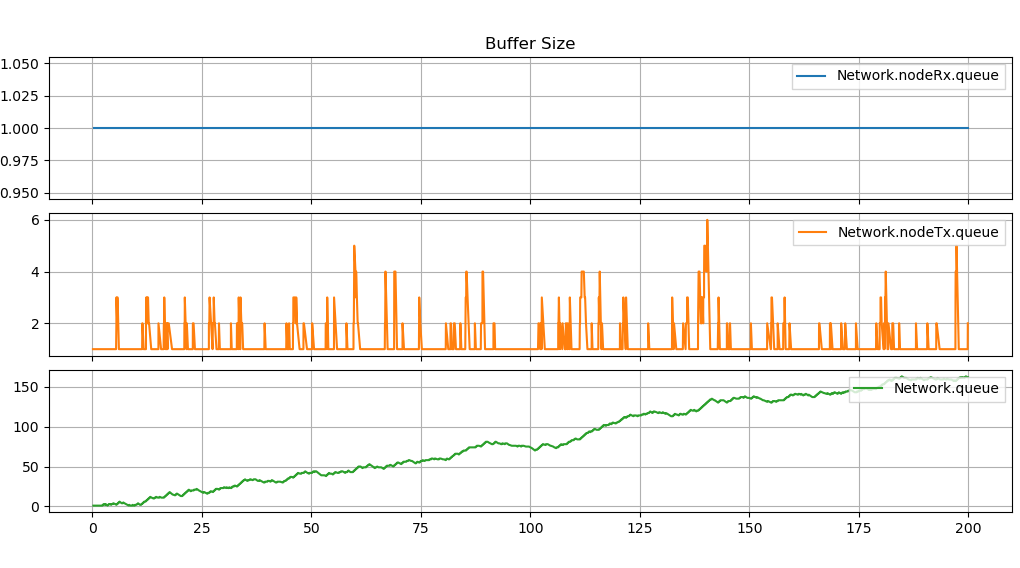 Buffer Size
1.050
1.025
1.000
0.975
0.950
Network.nodeRx.queue
6
4
2
Network.nodeTx.queue
150
100
50
0
Network.queue
0 25 50 75 100 125 150 175 200